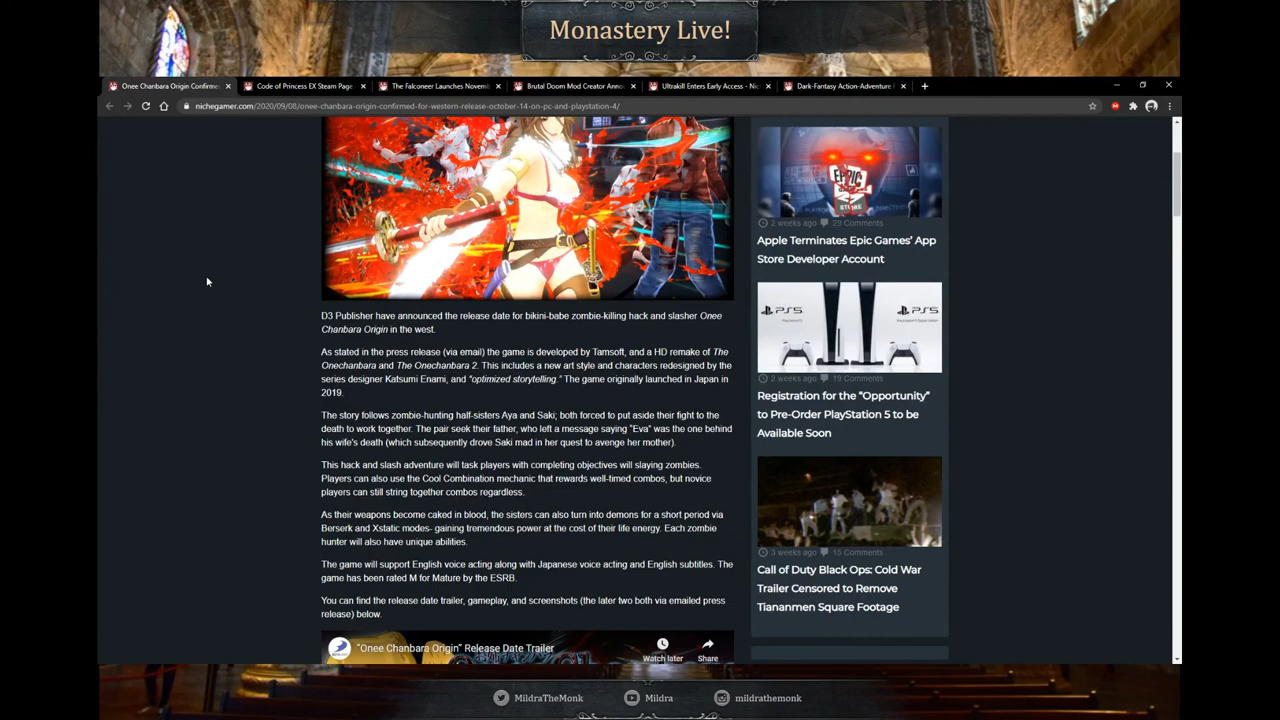 Monastery Live!
Onee Chanbara Origin Confirme
Code of Princess EX Steam Page
The Falconeer Launches Novemb
Brutal Doom Mod Creator Annou
Ultrakill Enters Early Access - Nic
Dark-Fantasy Action-Adventure
nichegamer.com/2020/09/08/onee-chanbara-origin-confirmed-for-western-release-october-14-on-pc-and-playstation-4/
D3 Publisher have announced the release date for bikini-babe zombie-killing hack and slasher Onee
Chanbara Origin in the west.
As stated in the press release (via email) the game is developed by Tamsoft, and a HD remake of The
Onechanbara and The Onechanbara 2. This includes a new art style and characters redesigned by the
series designer Katsumi Enami, and "optimized storytelling." The game originally launched in Japan in
2019.
The story follows zombie-hunting half-sisters Aya and Saki; both forced to put aside their fight to the
death to work together. The pair seek their father, who left a message saying "Eva" was the one behind
his wife's death (which subsequently drove Saki mad in her quest to avenge her mother).
This hack and slash adventure will task players with completing objectives will slaying zombies.
Players can also use the Cool Combination mechanic that rewards well-timed combos, but novice
players can still string together combos regardless.
As their weapons become caked in blood, the sisters can also turn into demons for a short period via
Berserk and Xstatic modes- gaining tremendous power at the cost of their life energy. Each zombie
hunter will also have unique abilities.
The game will support English voice acting along with Japanese voice acting and English subtitles. The
game has been rated M for Mature by the ESRB.
You can find the release date trailer, gameplay, and screenshots (the later two both via emailed press
release) below.
"Onee Chanbara Origin" Release Date Trailer
Watch later
Share
EPIC
STORE
2 weeks ago 29 Comments
Apple Terminates Epic Games' App
Store Developer Account
PS5
PS5
2 weeks ago 19 Comments
Registration for the "Opportunity"
to Pre-Order PlayStation 5 to be
Available Soon
3 weeks ago 15 Comments
Call of Duty Black Ops: Cold War
Trailer Censored to Remove
Tiananmen Square Footage
MildraTheMonk
Mildra
mildrathemonk